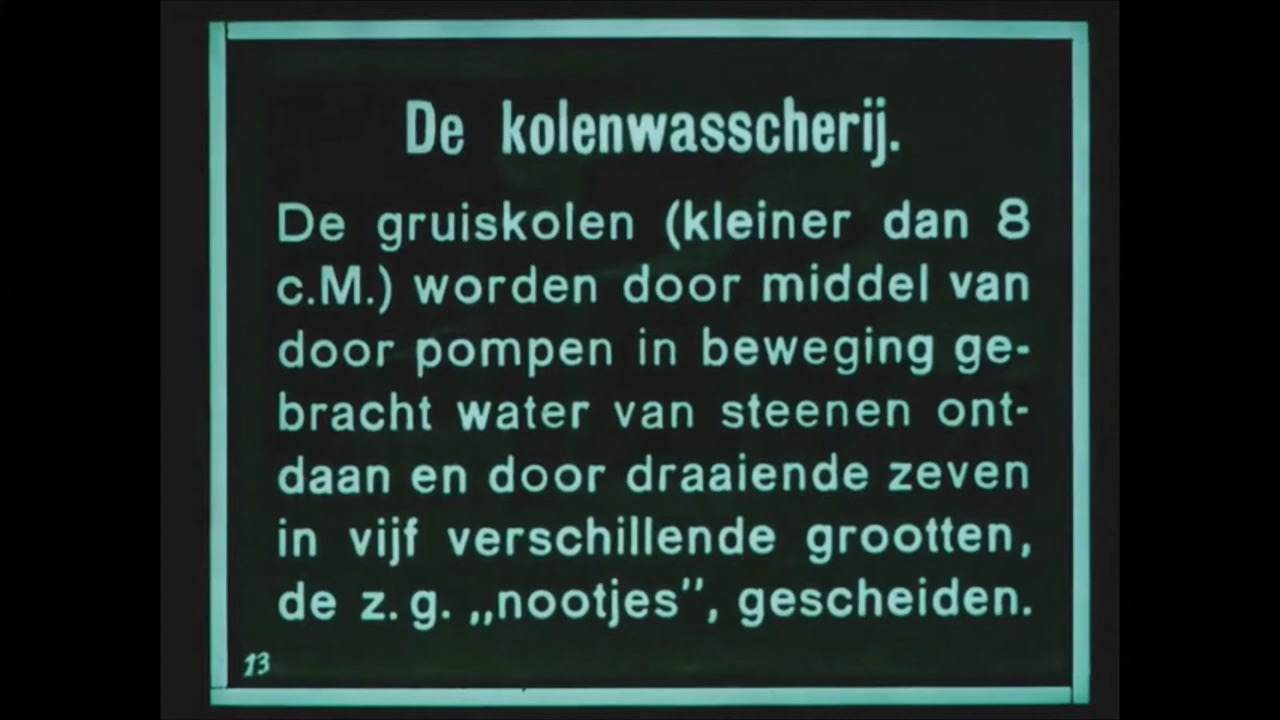 De kolenwasscherij.
De gruiskolen (kleiner dan 8
c.M.) worden door middel van
door pompen in beweging ge-
bracht water van steenen ont-
daan en door draaiende zeven
in vijf verschillende grootten,
de z.g. „nootjes”, gescheiden.
13